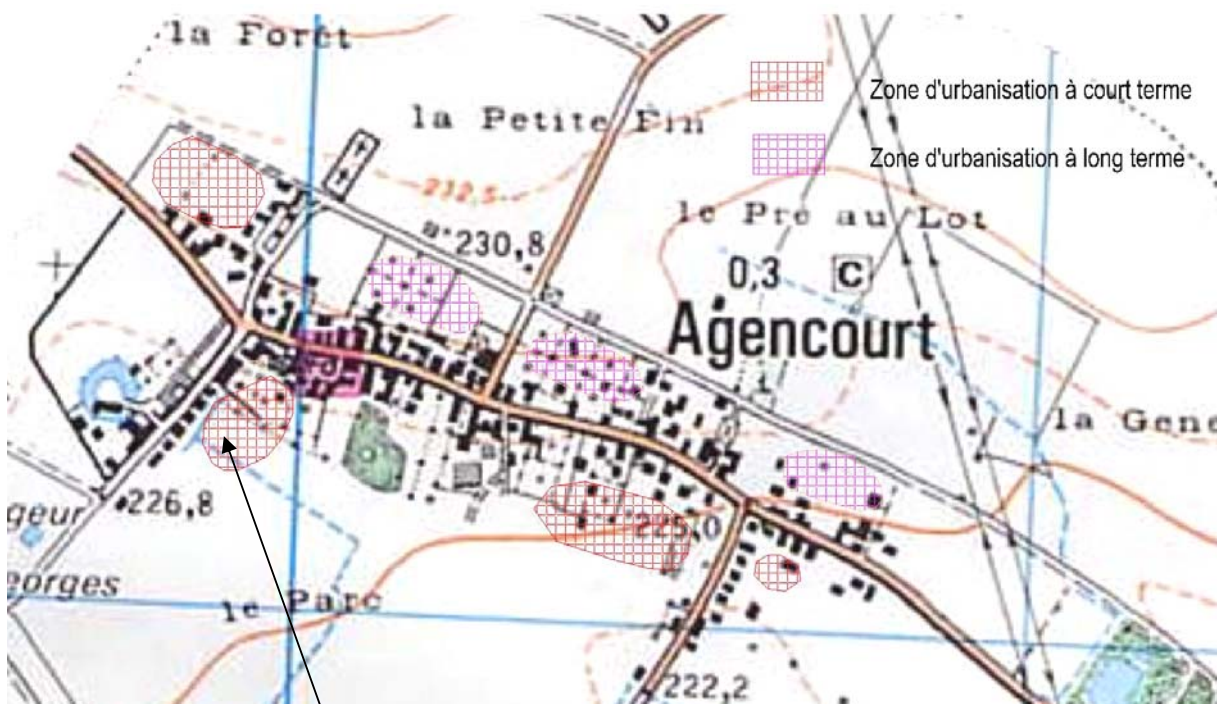 la Forêt
D
Zone d'urbanisation à court terme
la Petite Fin
Zone d'urbanisation à long terme
232,5
le Pré au Lot
230,8
0,3 C
Agencourt
la Gene
226,8
geur
225,0
eorges
le Parc
222,2